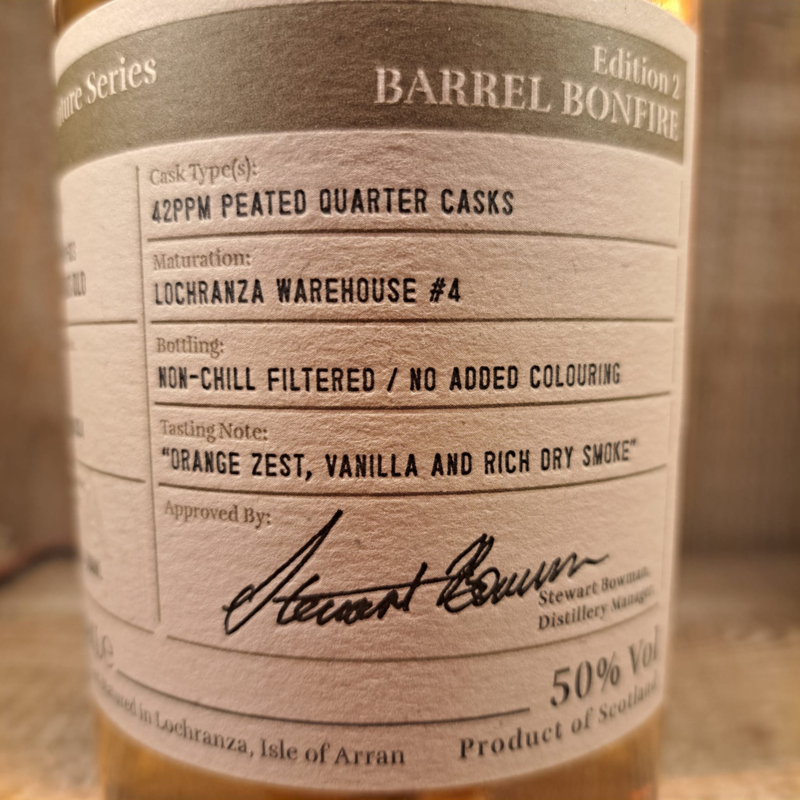 Series
Edition 2
BARREL BONFIRE
Cask Type(s):
42PPM PEATED QUARTER CASKS
Maturation:
LOCHRANZA WAREHOUSE #4
Bottling:
NON-CHILL FILTERED / NO ADDED COLOURING
Tasting Note:
"ORANGE ZEST, VANILLA AND RICH DRY SMOKE"
Approved By:
Stewart Bowman
Stewart Bowman,
Distillery Manager
OLD
50% Vol
in Lochranza, Isle of Arran
Product of Scotland